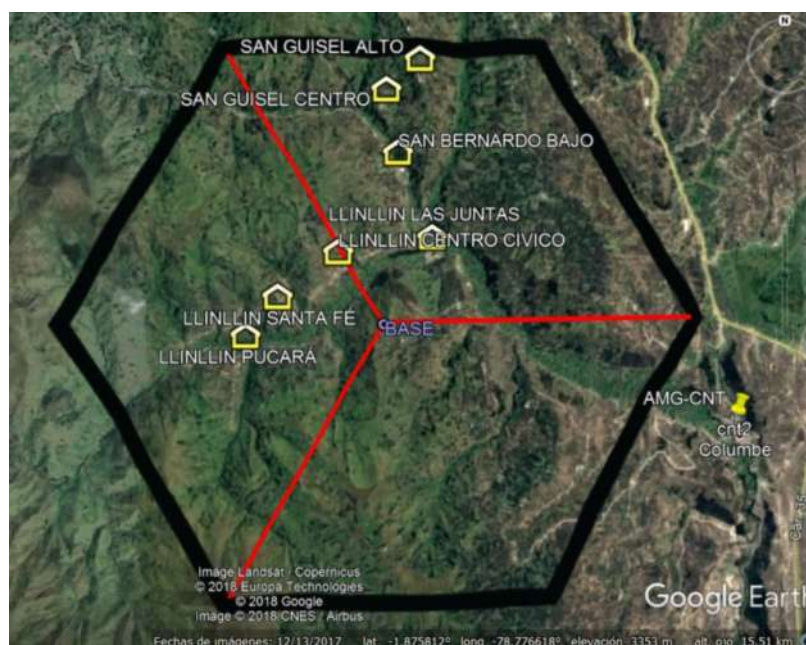 N
SAN GUISEL ALTO
SAN GUISEL CENTRO
SAN BERNARDO BAJO
LLINLLIN LAS JUNTAS
LLINLLIN CENTRO CIVICO
LLINLLIN SANTA FÉ
BASE
LLINLLIN PUCARÁ
AMG-CNT
cnt2
Columbe
Image Landsat / Copernicus
© 2018 Europa Technologies
© 2018 Google
Image © 2018 CNES / Airbus
Google Earth
Fechas de imágenes: 12/13/2017 lat. -1.875812° long. -78.776618° elevación 3353 m alt. ojo 15.51 km